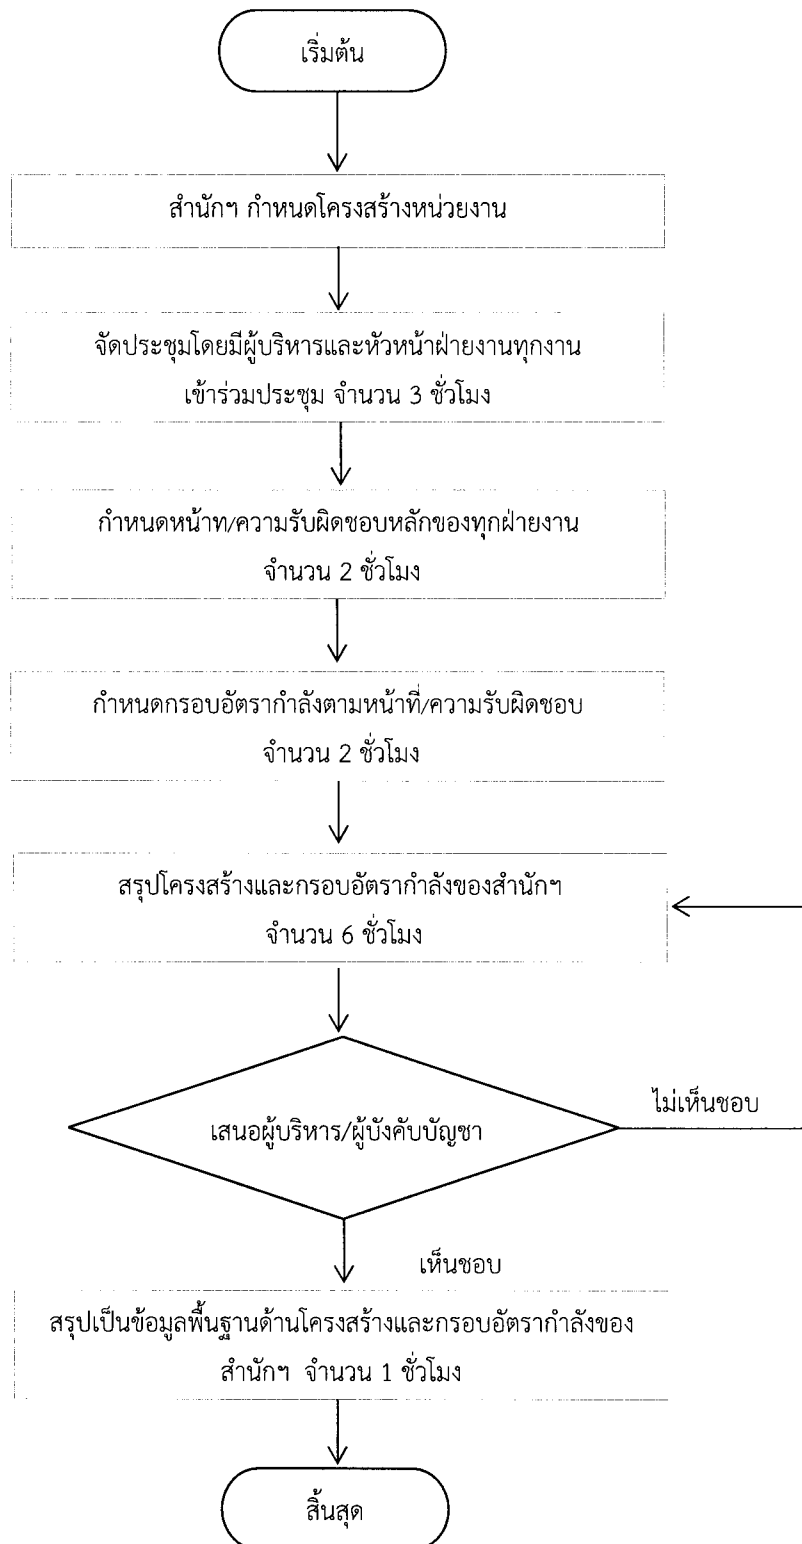 เริ่มต้น
สำนักฯ กำหนดโครงสร้างหน่วยงาน
จัดประชุมโดยมีผู้บริหารและหัวหน้าฝ่ายงานทุกงาน
เข้าร่วมประชุม จำนวน 3 ชั่วโมง
กำหนดหน้าท/ความรับผิดชอบหลักของทุกฝ่ายงาน
จำนวน 2 ชั่วโมง
กำหนดกรอบอัตรากำลังตามหน้าที่/ความรับผิดชอบ
จำนวน 2 ชั่วโมง
สรุปโครงสร้างและกรอบอัตรากำลังของสำนักฯ
จำนวน 6 ชั่วโมง
ไม่เห็นชอบ
เสนอผู้บริหาร/ผู้บังคับบัญชา
เห็นชอบ
สรุปเป็นข้อมูลพื้นฐานด้านโครงสร้างและกรอบอัตรากำลังของ
สำนักฯ จำนวน 1 ชั่วโมง
สิ้นสุด